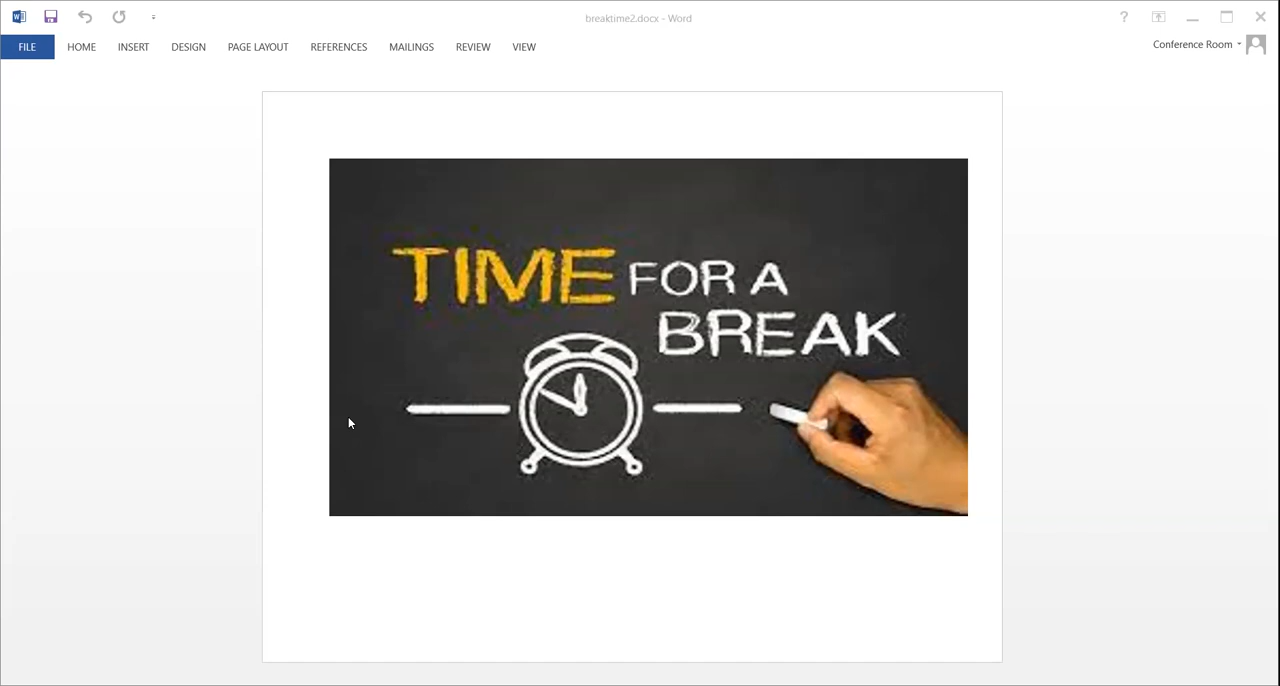 breaktime2.docx - Word
?
FILE HOME INSERT DESIGN PAGE LAYOUT REFERENCES MAILINGS REVIEW VIEW
Conference Room
TIME FOR A
BREAK